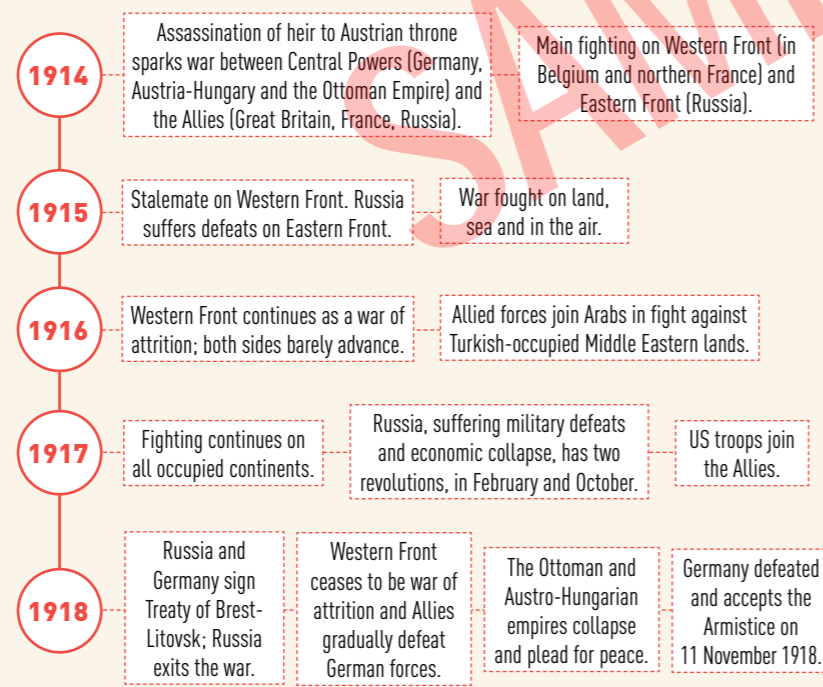 1914
Assassination of heir to Austrian throne
sparks war between Central Powers (Germany,
Austria-Hungary and the Ottoman Empire) and
the Allies (Great Britain, France, Russia).
Main fighting on Western Front (in
Belgium and northern France) and
Eastern Front (Russia).
1915
Stalemate on Western Front. Russia
suffers defeats on Eastern Front.
War fought on land,
sea and in the air.
1916
Western Front continues as a war of
attrition; both sides barely advance.
Allied forces join Arabs in fight against
Turkish-occupied Middle Eastern lands.
1917
Fighting continues on
all occupied continents.
Russia, suffering military defeats
and economic collapse, has two
revolutions, in February and October.
US troops join
the Allies.
1918
Russia and
Germany sign
Treaty of Brest-
Litovsk; Russia
exits the war.
Western Front
ceases to be war of
attrition and Allies
gradually defeat
German forces.
The Ottoman and
Austro-Hungarian
empires collapse
and plead for peace.
Germany defeated
and accepts the
Armistice on
11 November 1918.